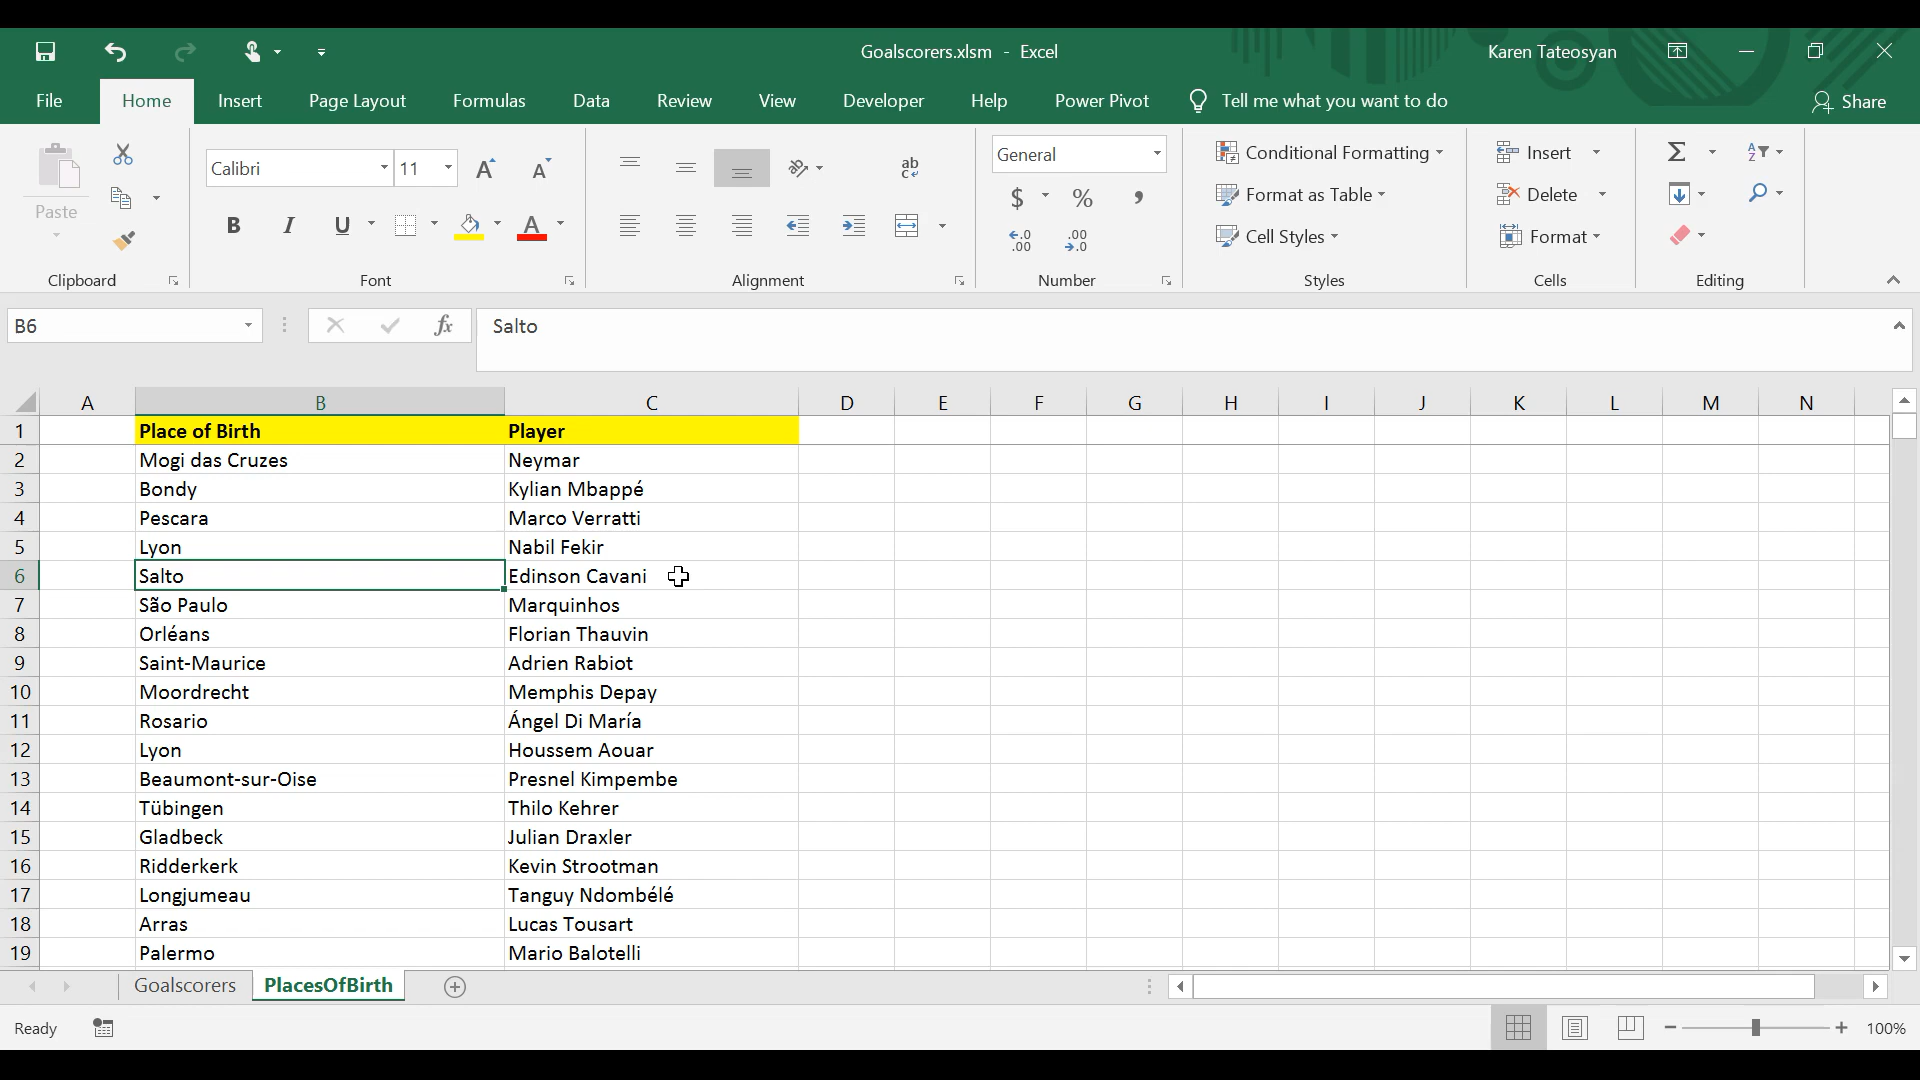 Goalscorers.xlsm - Excel
Karen Tateosyan
File Home Insert Page Layout Formulas Data Review View Developer Help Power Pivot Tell me what you want to do Share
Paste
Clipboard
Calibri 11
B I U A
Font
ab
Alignment
General
$ % ,
.0 .00
.00 .0
Number
Conditional Formatting
Format as Table
Cell Styles
Styles
Insert
Delete
Format
Cells
Σ
Editing
B6 fx Salto
A B C D E F G H I J K L M N
1 Place of Birth Player
2 Mogi das Cruzes Neymar
3 Bondy Kylian Mbappé
4 Pescara Marco Verratti
5 Lyon Nabil Fekir
6 Salto Edinson Cavani
7 São Paulo Marquinhos
8 Orléans Florian Thauvin
9 Saint-Maurice Adrien Rabiot
10 Moordrecht Memphis Depay
11 Rosario Ángel Di María
12 Lyon Houssem Aouar
13 Beaumont-sur-Oise Presnel Kimpembe
14 Tübingen Thilo Kehrer
15 Gladbeck Julian Draxler
16 Ridderkerk Kevin Strootman
17 Longjumeau Tanguy Ndombélé
18 Arras Lucas Tousart
19 Palermo Mario Balotelli
Goalscorers PlacesOfBirth
Ready 100%